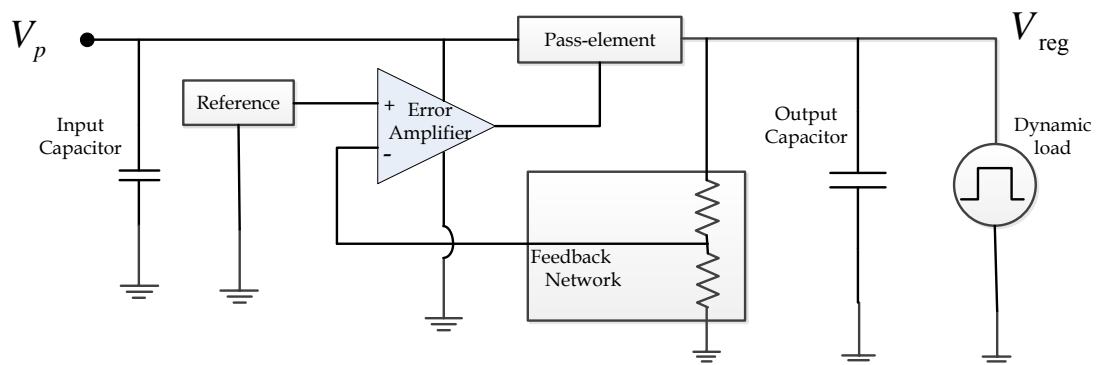 V_p
Pass-element
V_reg
Reference
+
Error
Amplifier
-
Input
Capacitor
Output
Capacitor
Dynamic
load
Feedback
Network